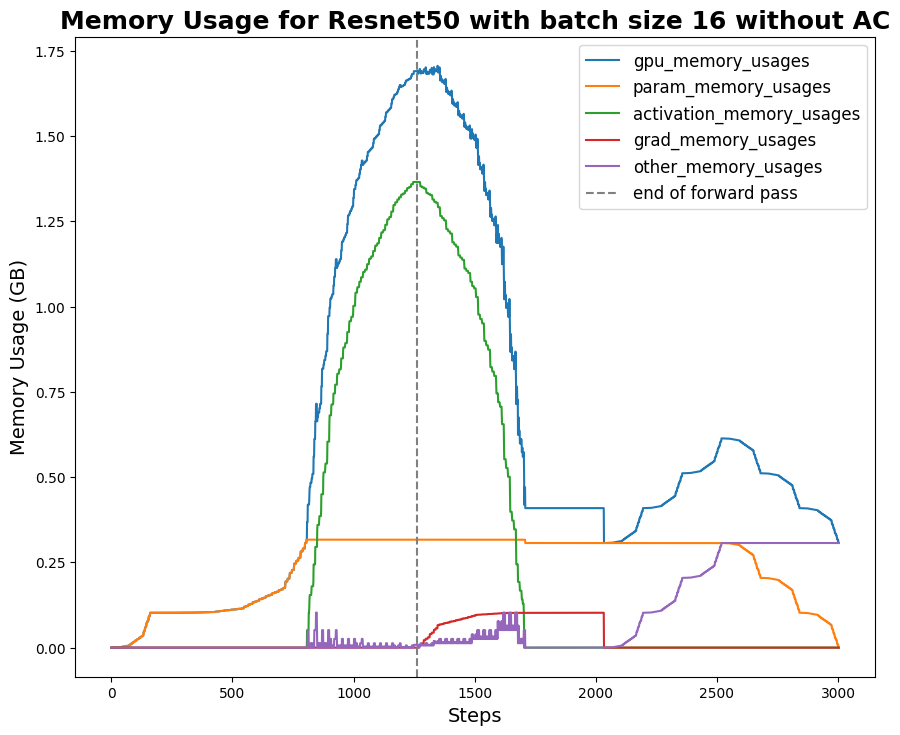 Memory Usage for Resnet50 with batch size 16 without AC
gpu_memory_usages
param_memory_usages
activation_memory_usages
grad_memory_usages
other_memory_usages
end of forward pass
Memory Usage (GB)
1.75
1.50
1.25
1.00
0.75
0.50
0.25
0.00
0 500 1000 1500 2000 2500 3000
Steps